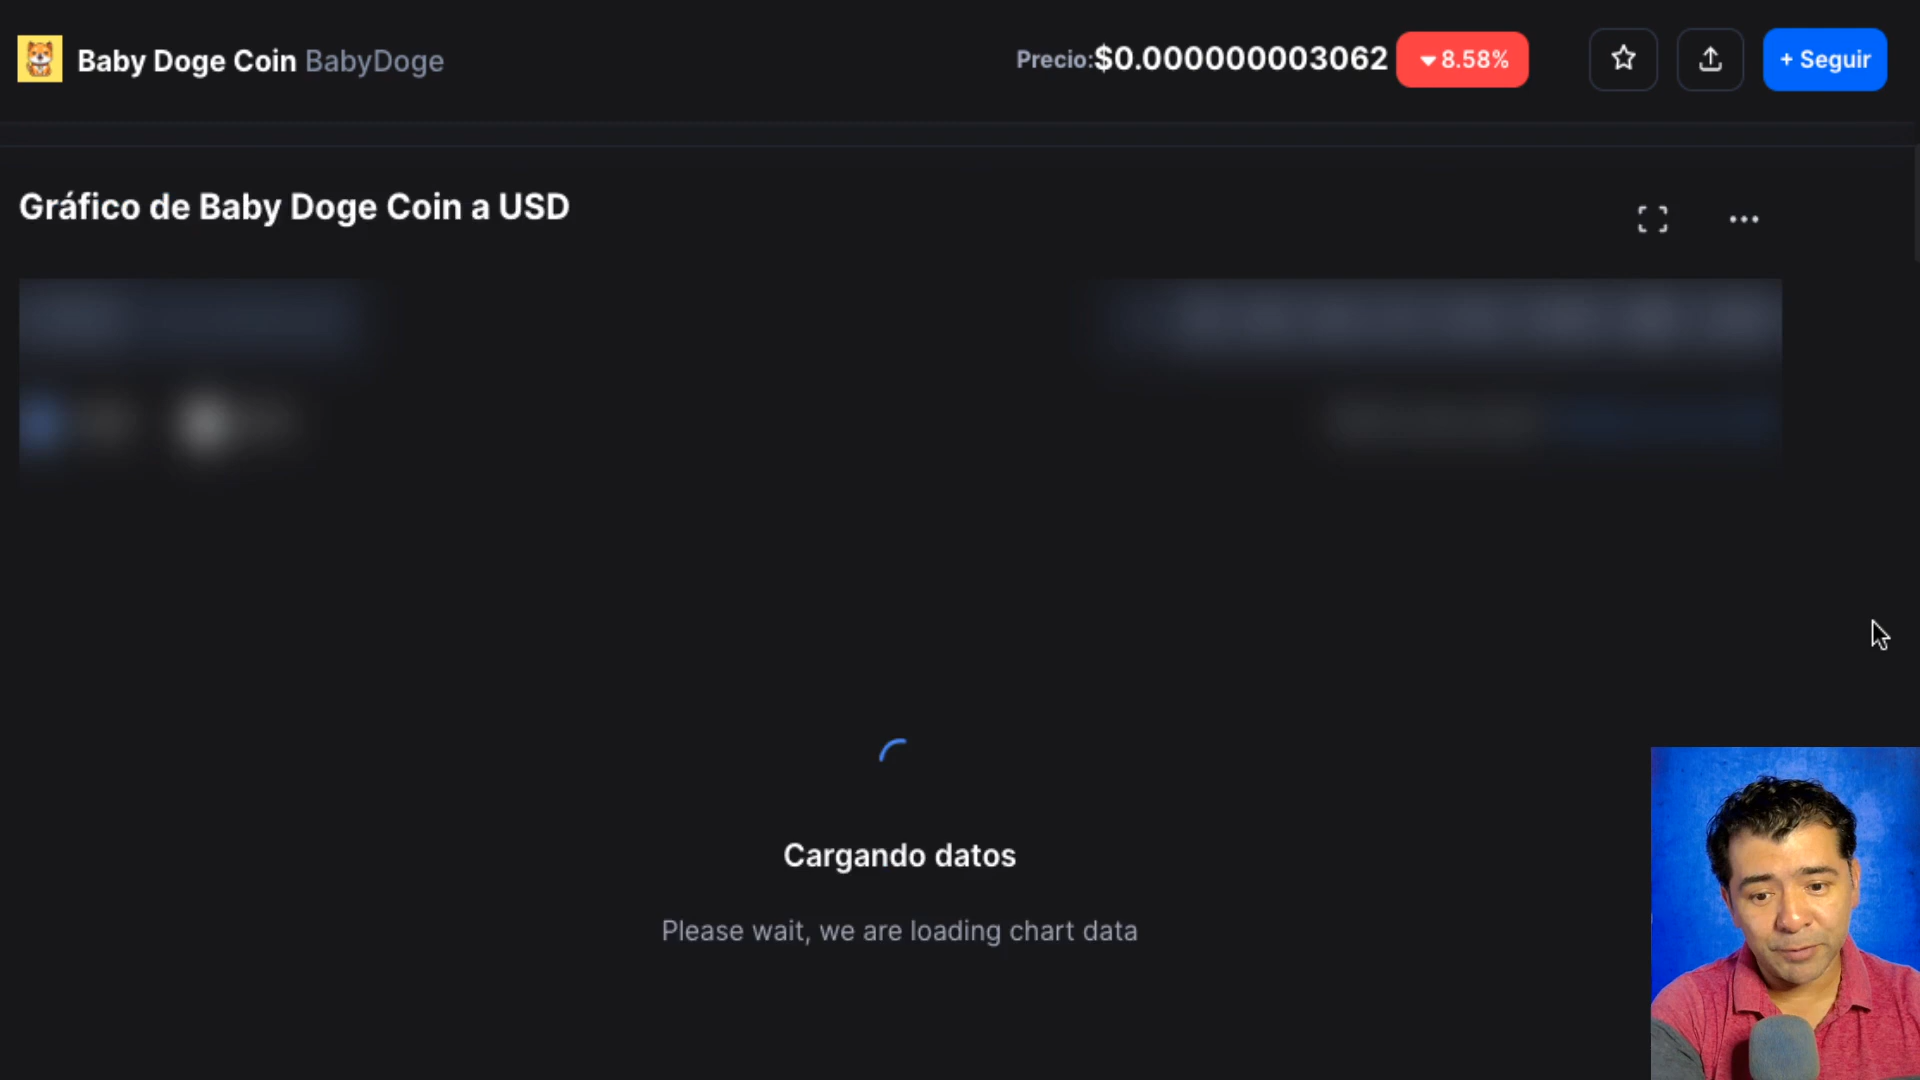 Baby Doge Coin BabyDoge
Precio:$0.000000003062 8.58%
+ Seguir
Gráfico de Baby Doge Coin a USD
Cargando datos
Please wait, we are loading chart data